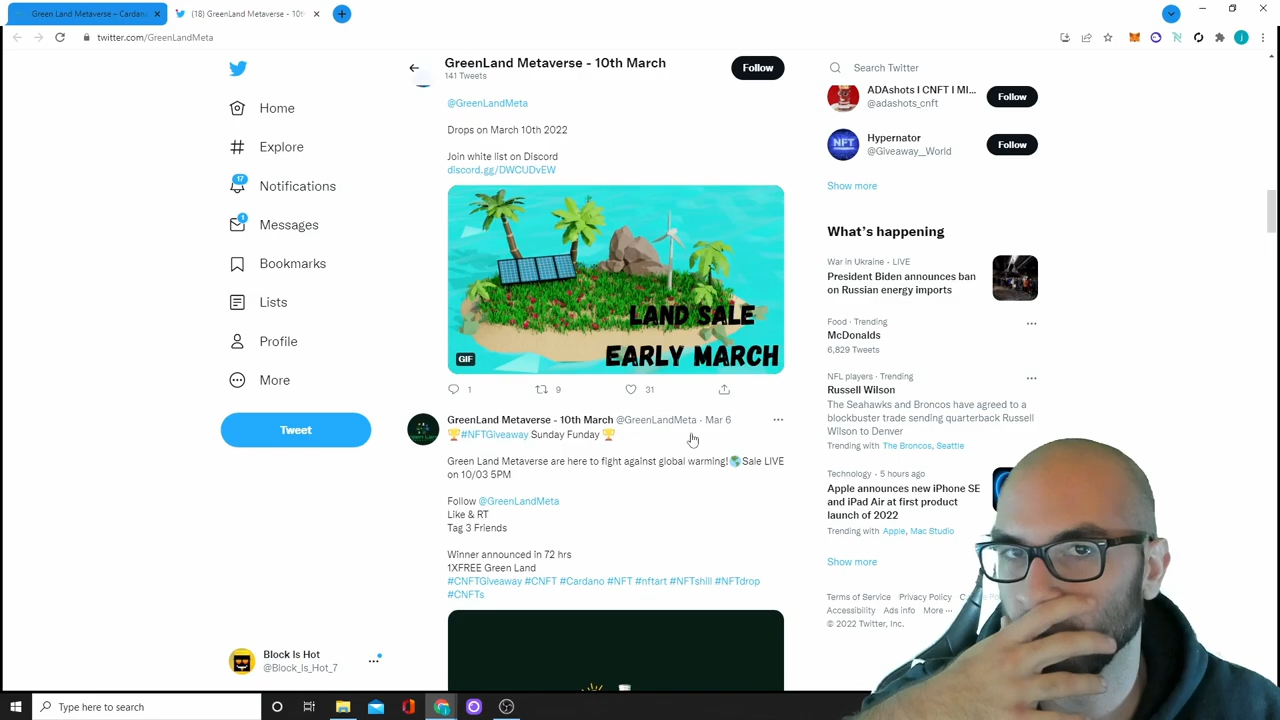 Green Land Metaverse – Cardan
(18) GreenLand Metaverse - 10th
twitter.com/GreenLandMeta
Home
Explore
17
Notifications
1
Messages
Bookmarks
Lists
Profile
More
Tweet
Block Is Hot
@Block_Is_Hot_7
GreenLand Metaverse - 10th March
141 Tweets
Follow
@GreenLandMeta
Drops on March 10th 2022
Join white list on Discord
discord.gg/DWCUDvEW
LAND SALE
EARLY MARCH
GIF
1
9
31
GreenLand Metaverse - 10th March @GreenLandMeta · Mar 6
🏆#NFTGiveaway Sunday Funday 🏆
Green Land Metaverse are here to fight against global warming!🌎Sale LIVE
on 10/03 5PM
Follow @GreenLandMeta
Like & RT
Tag 3 Friends
Winner announced in 72 hrs
1XFREE Green Land
#CNFTGiveaway #CNFT #Cardano #NFT #nftart #NFTshill #NFTdrop
#CNFTs
Search Twitter
ADAshots I CNFT I MI...
@adashots_cnft
Follow
Hypernator
@Giveaway__World
Follow
NFT
Show more
What's happening
War in Ukraine · LIVE
President Biden announces ban
on Russian energy imports
Food · Trending
McDonalds
6,829 Tweets
NFL players · Trending
Russell Wilson
The Seahawks and Broncos have agreed to a
blockbuster trade sending quarterback Russell
Wilson to Denver
Trending with The Broncos, Seattle
Technology · 5 hours ago
Apple announces new iPhone SE
and iPad Air at first product
launch of 2022
Trending with Apple, Mac Studio
Show more
Terms of Service Privacy Policy
Accessibility Ads info More ···
© 2022 Twitter, Inc.
Type here to search